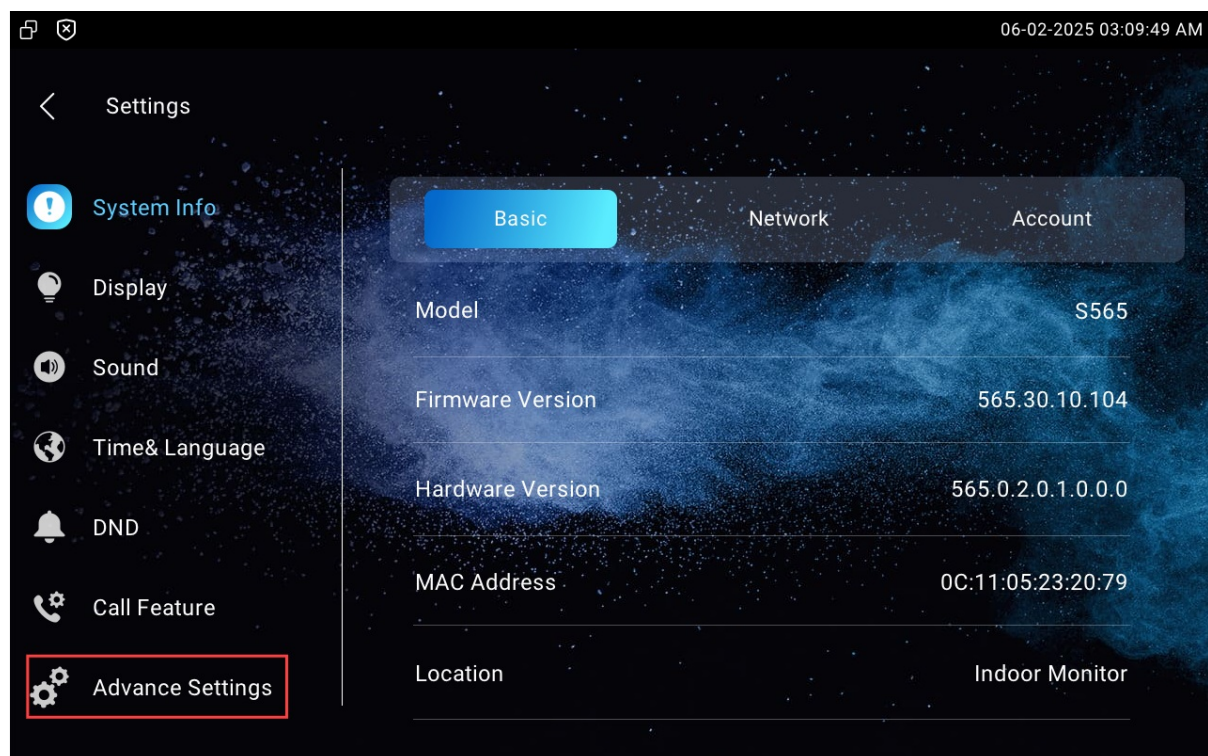 06-02-2025 03:09:49 AM
Settings
System Info
Display
Sound
Time& Language
DND
Call Feature
Advance Settings
Basic Network Account
Model S565
Firmware Version 565.30.10.104
Hardware Version 565.0.2.0.1.0.0.0
MAC Address 0C:11:05:23:20:79
Location Indoor Monitor